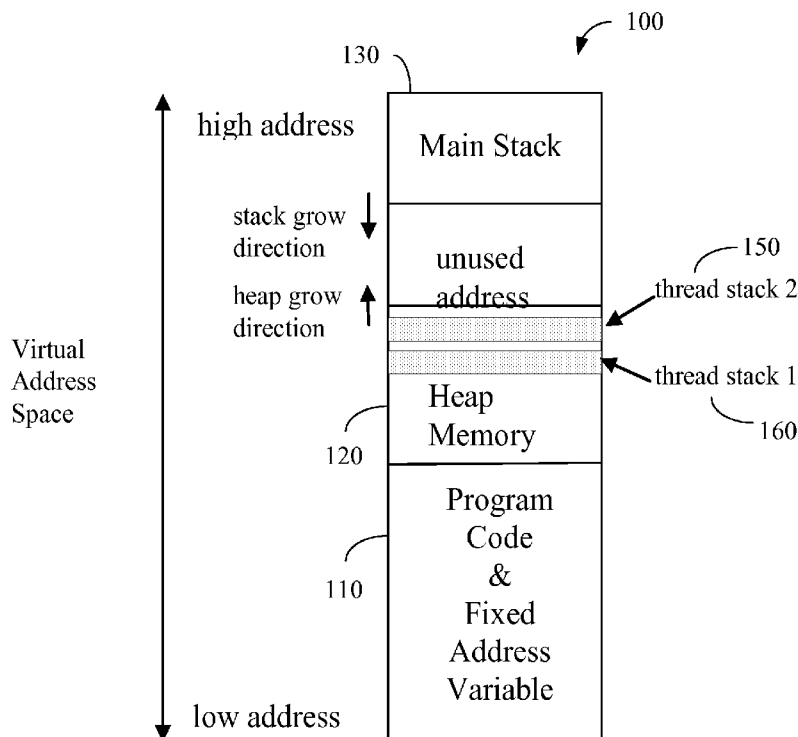 100
130
high address
Main Stack
stack grow
direction
unused
address
150
thread stack 2
heap grow
direction
Virtual
Address
Space
thread stack 1
160
Heap
Memory
120
Program
Code
&
Fixed
Address
Variable
110
low address